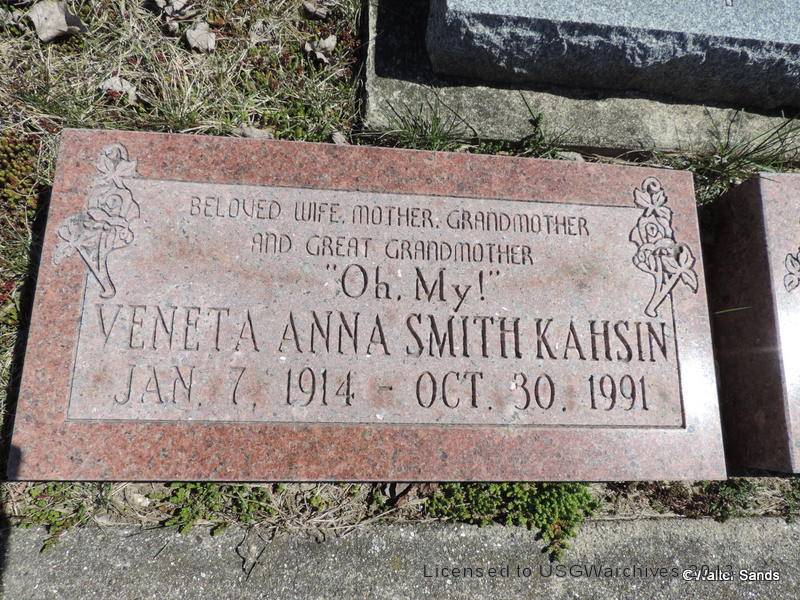 BELOVED WIFE, MOTHER, GRANDMOTHER
AND GREAT GRANDMOTHER
"Oh, My!"
VENETA ANNA SMITH KAHSIN
JAN. 7, 1914 - OCT. 30, 1991
Licensed to USGWarchives
Sands